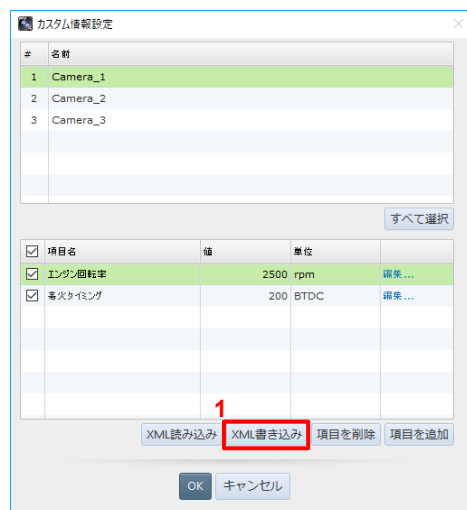 カスタム情報設定
# 名前
1 Camera_1
2 Camera_2
3 Camera_3
すべて選択
項目名 値 単位
エンジン回転率 2500 rpm 編集...
着火タイミング 200 BTDC 編集...
1
XML読み込み XML書き込み 項目を削除 項目を追加
OK キャンセル